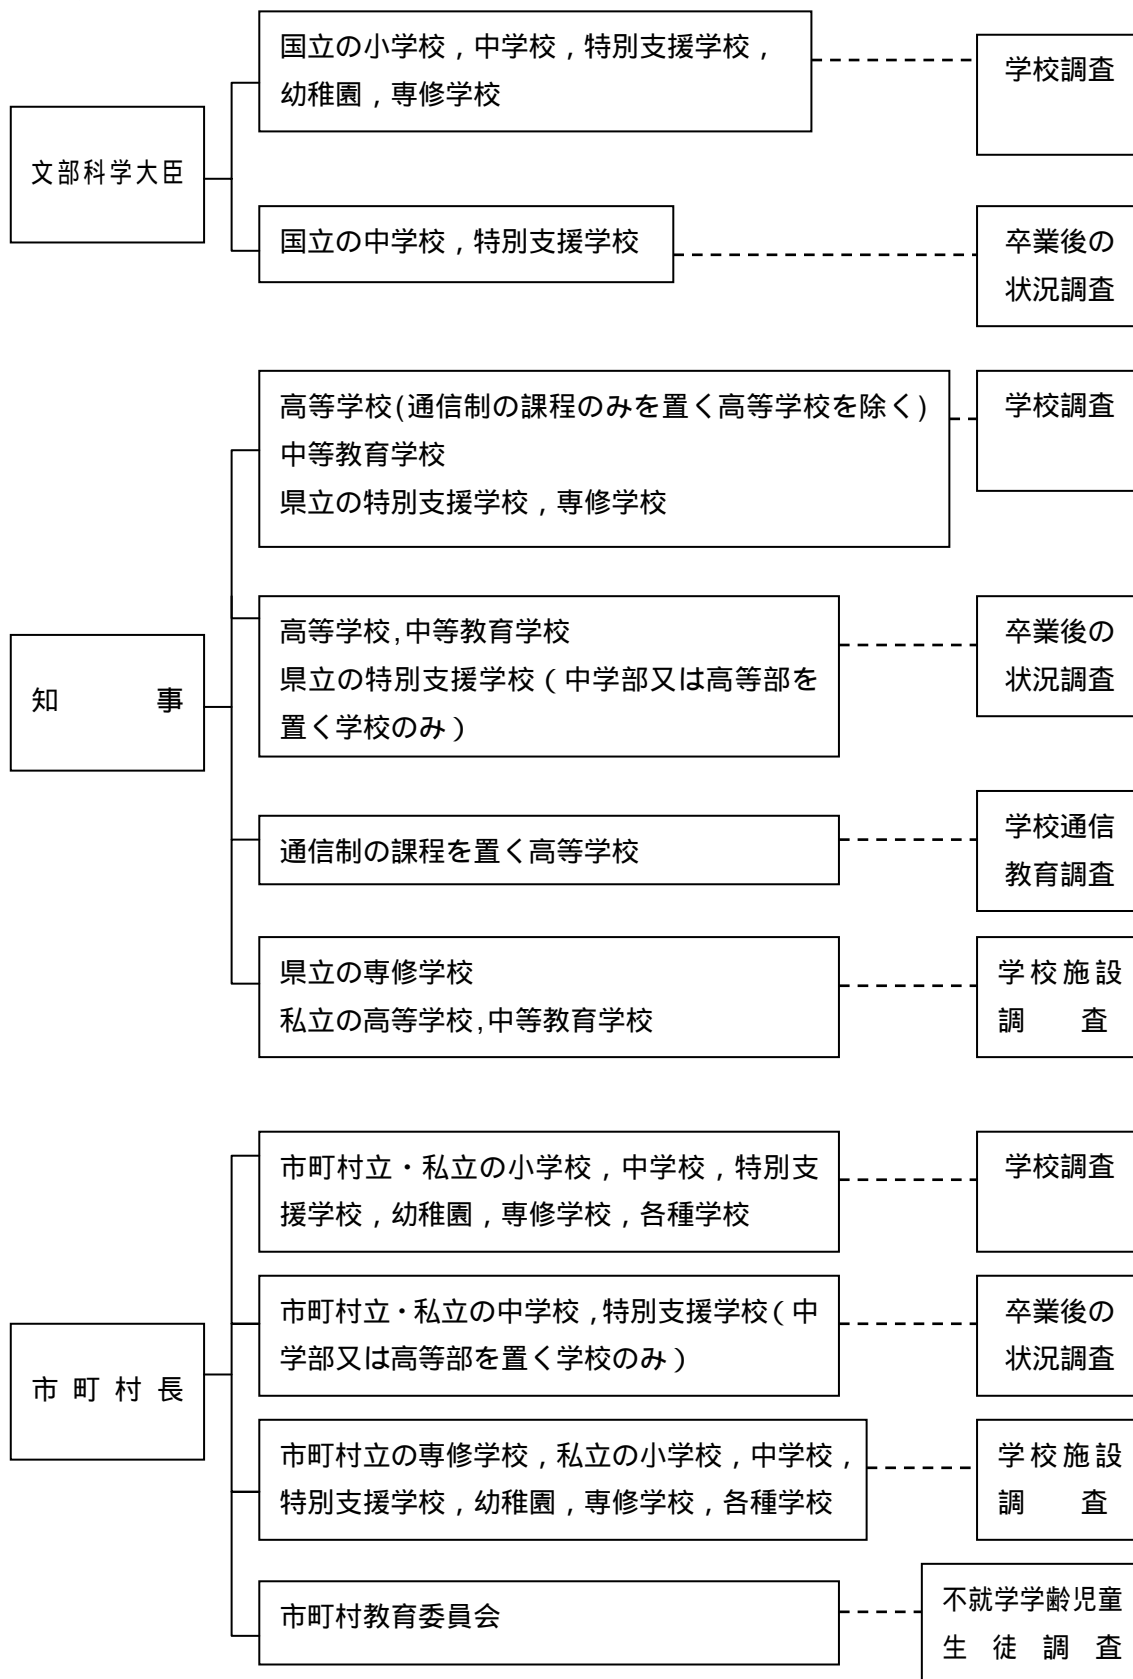 文部科学大臣
国立の小学校，中学校，特別支援学校，
幼稚園，専修学校
学校調査
国立の中学校，特別支援学校
卒業後の
状況調査
知事
高等学校(通信制の課程のみを置く高等学校を除く)
中等教育学校
県立の特別支援学校，専修学校
学校調査
高等学校,中等教育学校
県立の特別支援学校（中学部又は高等部を
置く学校のみ）
卒業後の
状況調査
通信制の課程を置く高等学校
学校通信
教育調査
県立の専修学校
私立の高等学校,中等教育学校
学校施設
調査
市町村長
市町村立・私立の小学校，中学校，特別支
援学校，幼稚園，専修学校，各種学校
学校調査
市町村立・私立の中学校，特別支援学校（中
学部又は高等部を置く学校のみ）
卒業後の
状況調査
市町村立の専修学校，私立の小学校，中学校，
特別支援学校，幼稚園，専修学校，各種学校
学校施設
調査
市町村教育委員会
不就学学齢児童
生徒調査